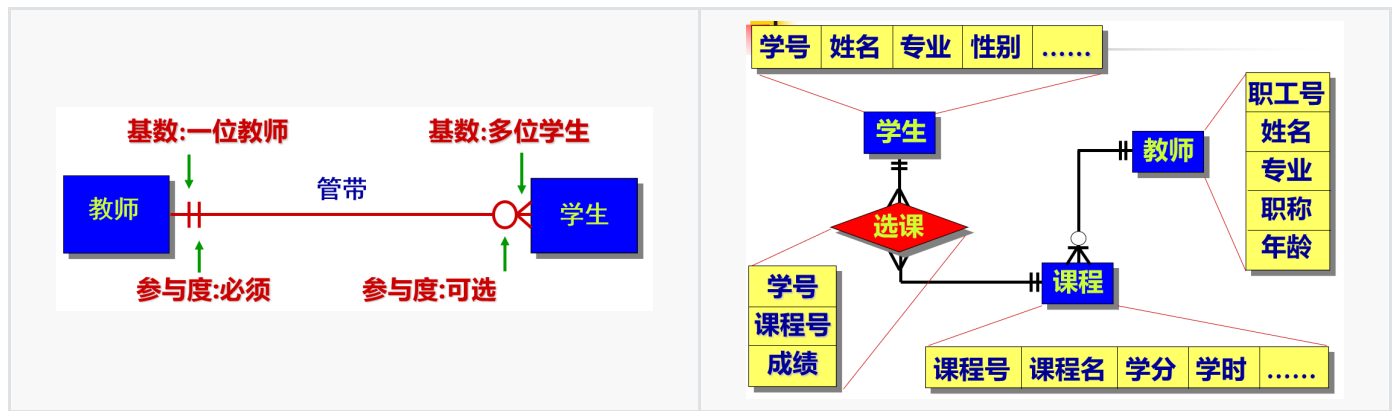 基数:一位教师
基数:多位学生
教师
管带
学生
参与度:必须
参与度:可选
学号 姓名 专业 性别 ……
学生
教师
职工号
姓名
专业
职称
年龄
选课
学号
课程号
成绩
课程
课程号 课程名 学分 学时 ……